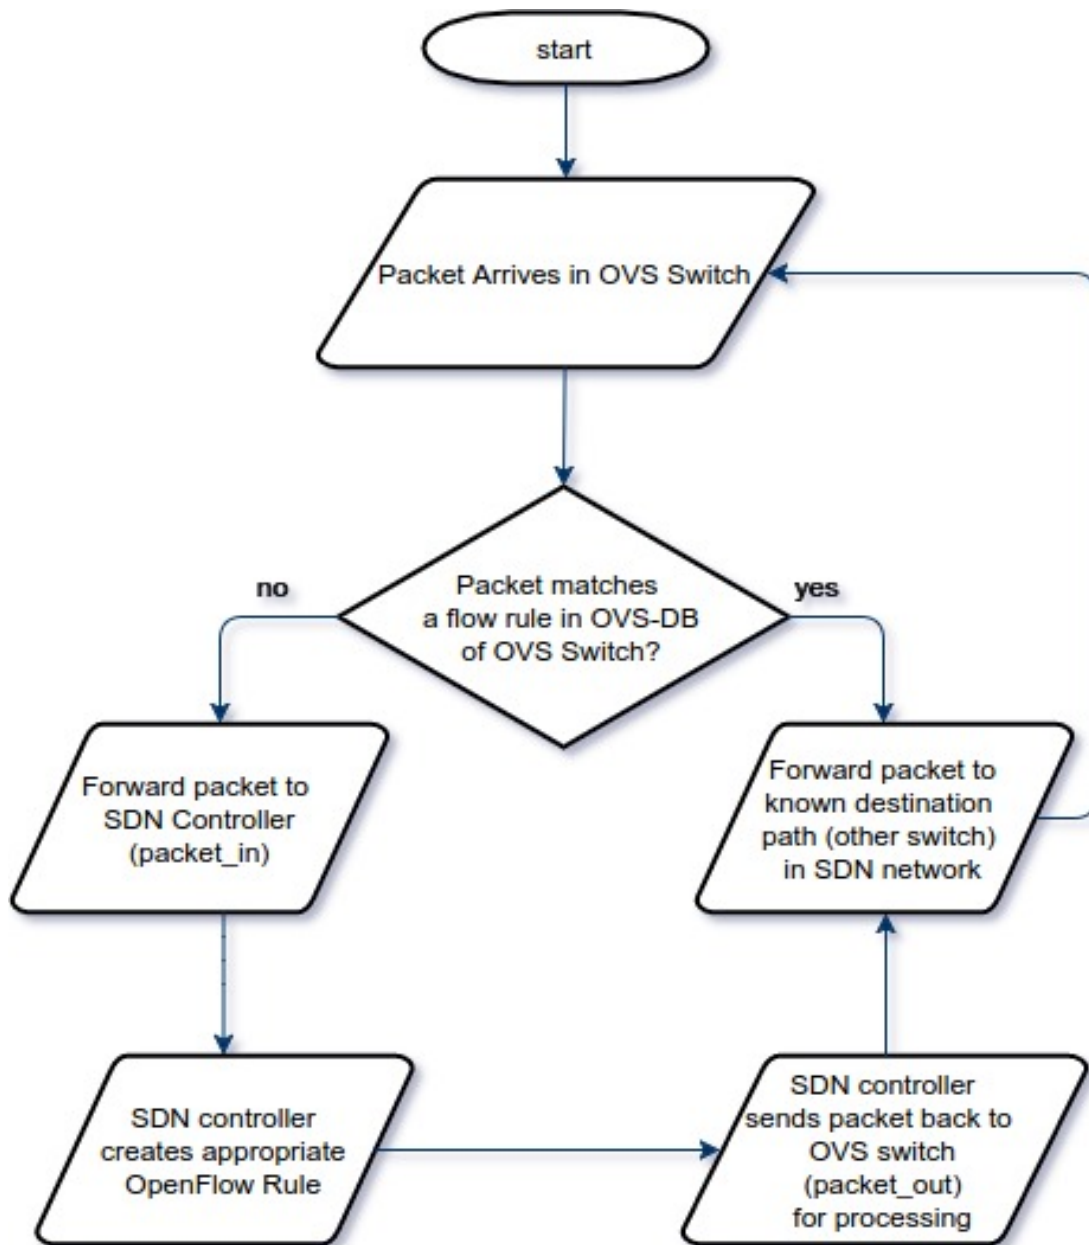 start
Packet Arrives in OVS Switch
Packet matches
a flow rule in OVS-DB
of OVS Switch?
no
yes
Forward packet to
SDN Controller
(packet_in)
Forward packet to
known destination
path (other switch)
in SDN network
SDN controller
creates appropriate
OpenFlow Rule
SDN controller
sends packet back to
OVS switch
(packet_out)
for processing